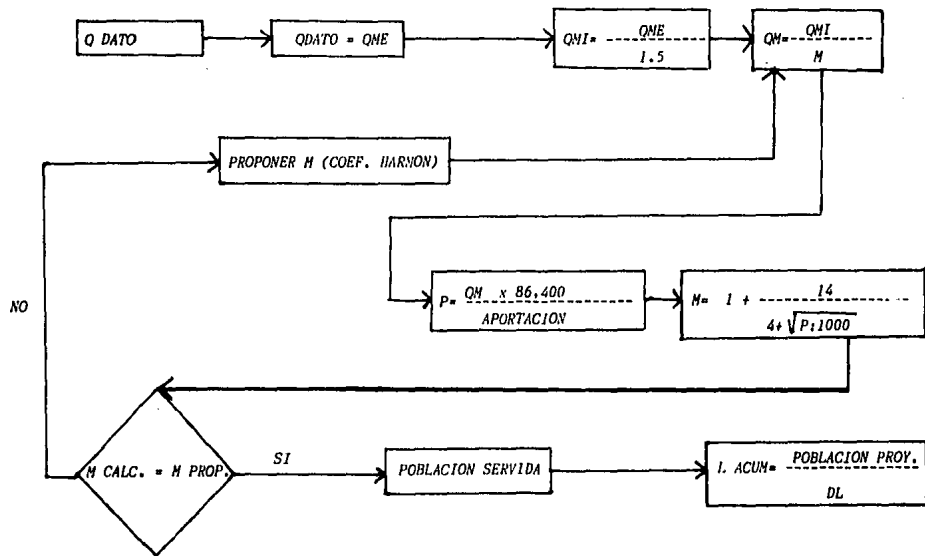 Q DATO
QDATO = QME
QMI= QME
1.5
QM= QMI
M
PROPONER M (COEF. HARMON)
P= QM x 86,400
APORTACION
M= 1 + 14
4+ √P:1000
NO
M CALC. = M PROP.
SI
POBLACION SERVIDA
L ACUM= POBLACION PROY.
DL